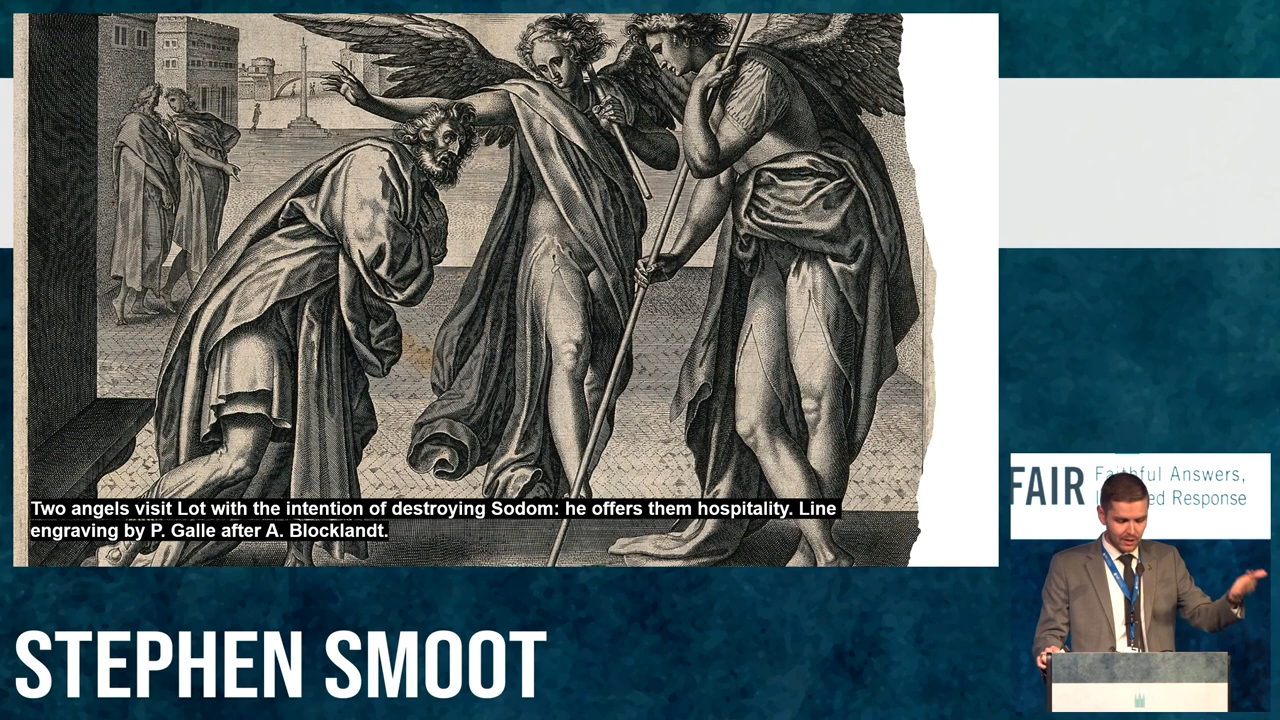 Two angels visit Lot with the intention of destroying Sodom: he offers them hospitality. Line
engraving by P. Galle after A. Blocklandt.
FAIR
Faithful Answers,
Response
STEPHEN SMOOT